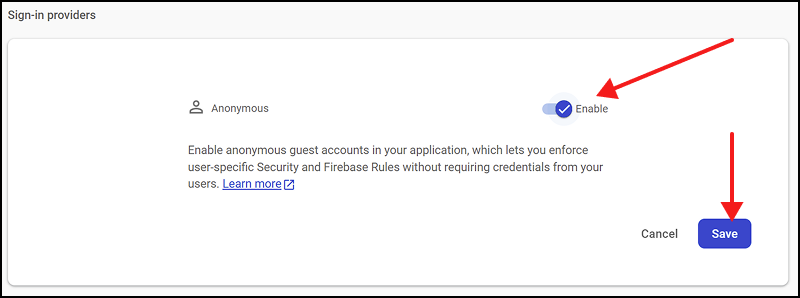 Sign-in providers
Anonymous
Enable
Enable anonymous guest accounts in your application, which lets you enforce
user-specific Security and Firebase Rules without requiring credentials from your
users. Learn more
Cancel
Save